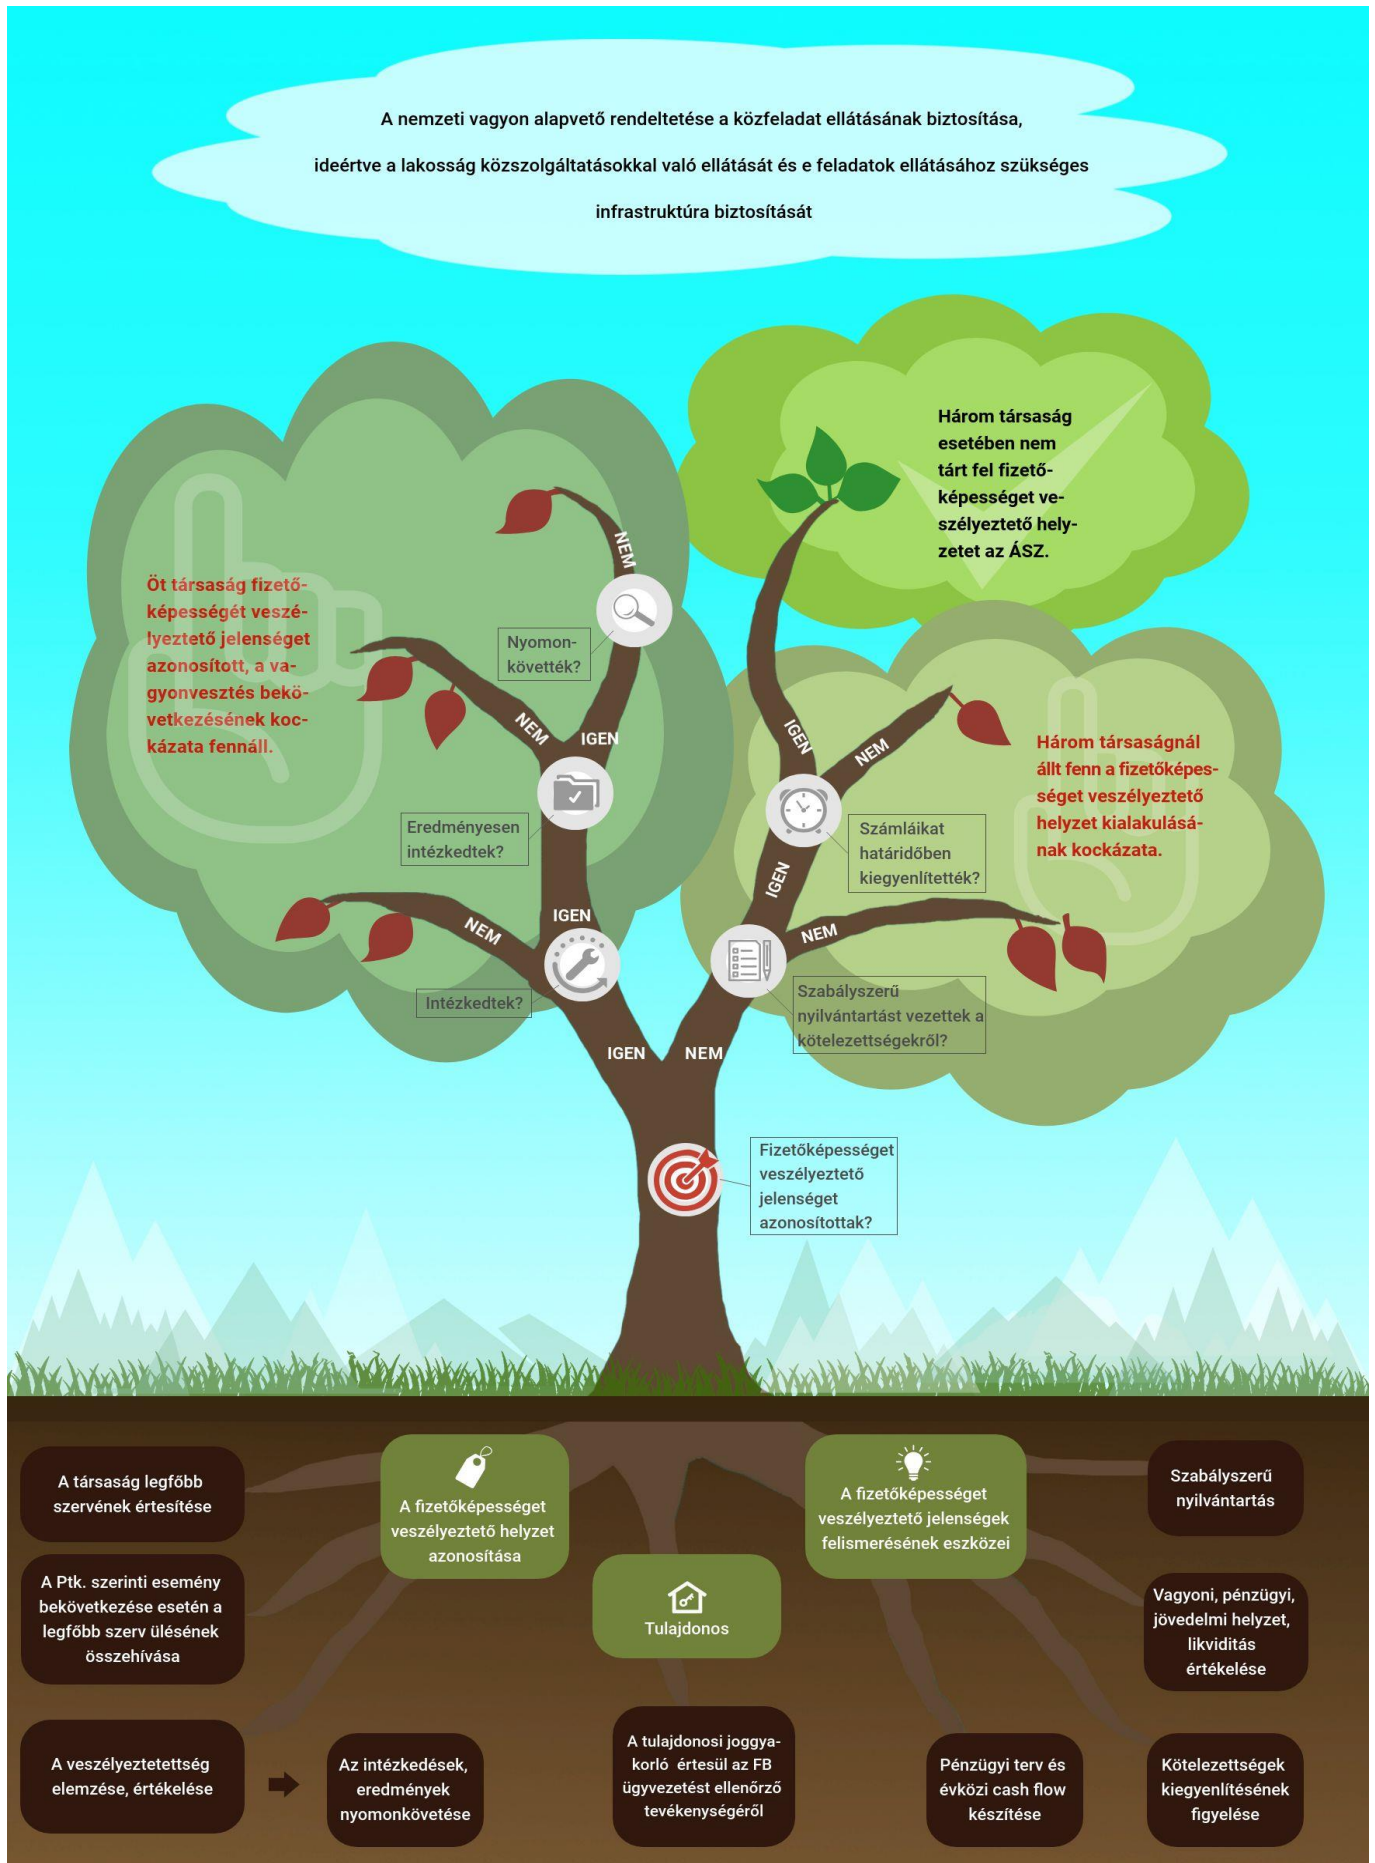 A nemzeti vagyon alapvető rendeltetése a közfeladat ellátásának biztosítása,
ideértve a lakosság közszolgáltatásokkal való ellátását és e feladatok ellátásához szükséges
infrastruktúra biztosítását
Három társaság
esetében nem
tárt fel fizető-
képességet ve-
szélyeztető hely-
zetet az ÁSZ.
Öt társaság fizető-
képességét veszé-
lyeztető jelenséget
azonosított, a va-
gyonvesztés bekö-
vetkezésének koc-
kázata fennáll.
NEM
Nyomon-
követték?
NEM
IGEN
Eredményesen
intézkedtek?
IGEN
NEM
Intézkedtek?
IGEN
NEM
Három társaságnál
állt fenn a fizetőképes-
séget veszélyeztető
helyzet kialakulásá-
nak kockázata.
Számláikat
határidőben
kiegyenlítették?
IGEN
NEM
Szabályszerű
nyilvántartást vezettek a
kötelezettségekről?
IGEN
NEM
Fizetőképességet
veszélyeztető
jelenséget
azonosítottak?
A társaság legfőbb
szervének értesítése
A fizetőképességet
veszélyeztető helyzet
azonosítása
A fizetőképességet
veszélyeztető jelenségek
felismerésének eszközei
Szabályszerű
nyilvántartás
A Ptk. szerinti esemény
bekövetkezése esetén a
legfőbb szerv ülésének
összehívása
Tulajdonos
Vagyoni, pénzügyi,
jövedelmi helyzet,
likviditás
értékelése
A veszélyeztetettség
elemzése, értékelése
Az intézkedések,
eredmények
nyomonkövetése
A tulajdonosi joggya-
korló értesül az FB
ügyvezetést ellenőrző
tevékenységéről
Pénzügyi terv és
évközi cash flow
készítése
Kötelezettségek
kiegyenlítésének
figyelése